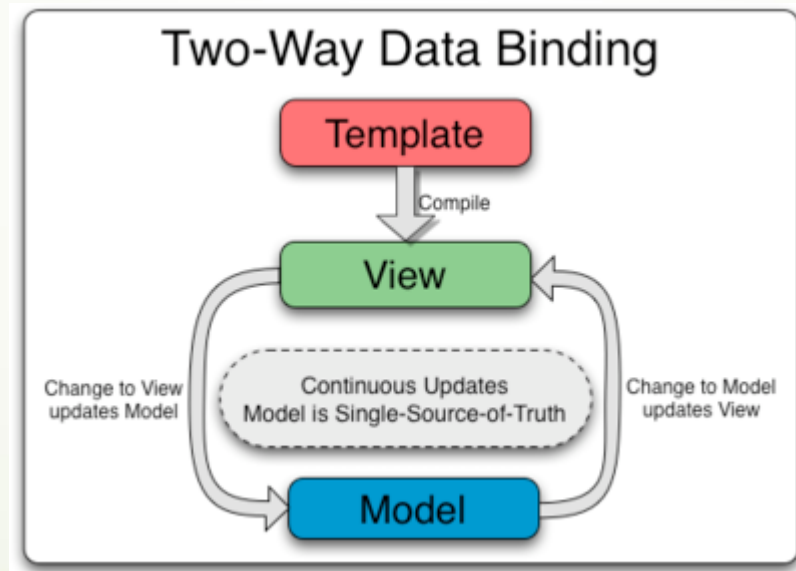 Two-Way Data Binding
Template
Compile
View
Continuous Updates
Model is Single-Source-of-Truth
Change to View
updates Model
Change to Model
updates View
Model